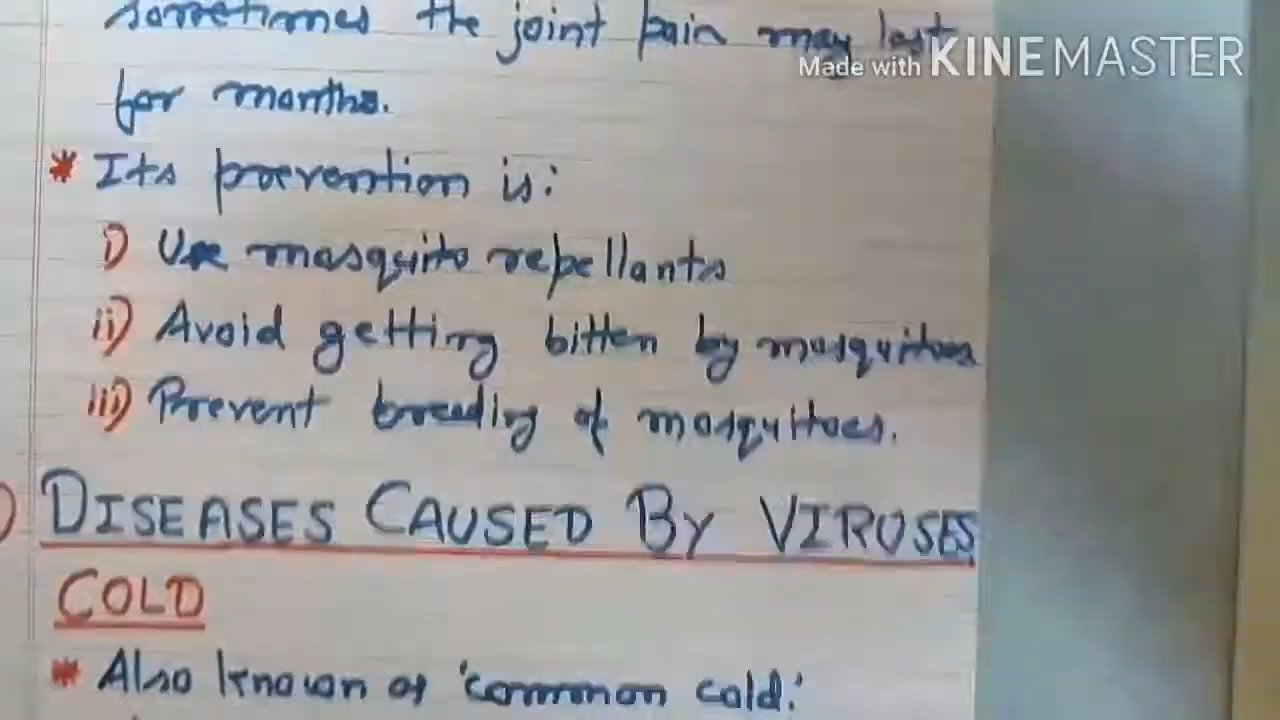 sometimes the joint pain may last
Made with KINEMASTER
for months.
* Its prevention is:
i) Use mosquito repellants
ii) Avoid getting bitten by mosquitoes
iii) Prevent breeding of mosquitoes.
) DISEASES CAUSED BY VIRUSES
COLD
* Also known as 'common cold.'